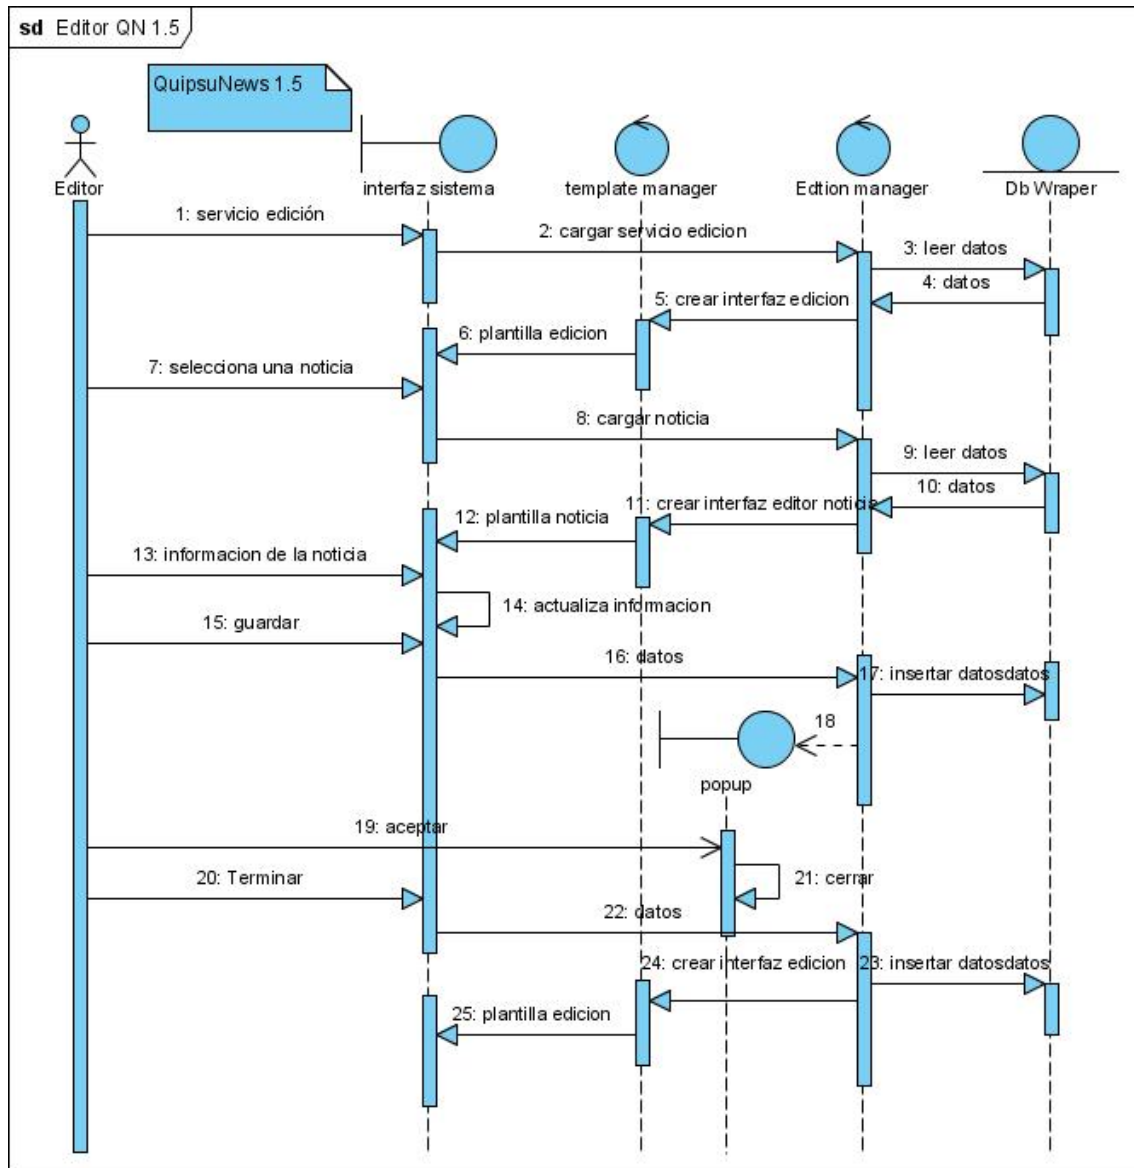 sd Editor QN 1.5
QuipsuNews 1.5
Editor
interfaz sistema
template manager
Edtion manager
Db Wraper
1: servicio edición
2: cargar servicio edicion
3: leer datos
4: datos
5: crear interfaz edicion
6: plantilla edicion
7: selecciona una noticia
8: cargar noticia
9: leer datos
10: datos
11: crear interfaz editor noticia
12: plantilla noticia
13: informacion de la noticia
14: actualiza informacion
15: guardar
16: datos
17: insertar datosdatos
18
popup
19: aceptar
20: Terminar
21: cerrar
22: datos
23: insertar datosdatos
24: crear interfaz edicion
25: plantilla edicion